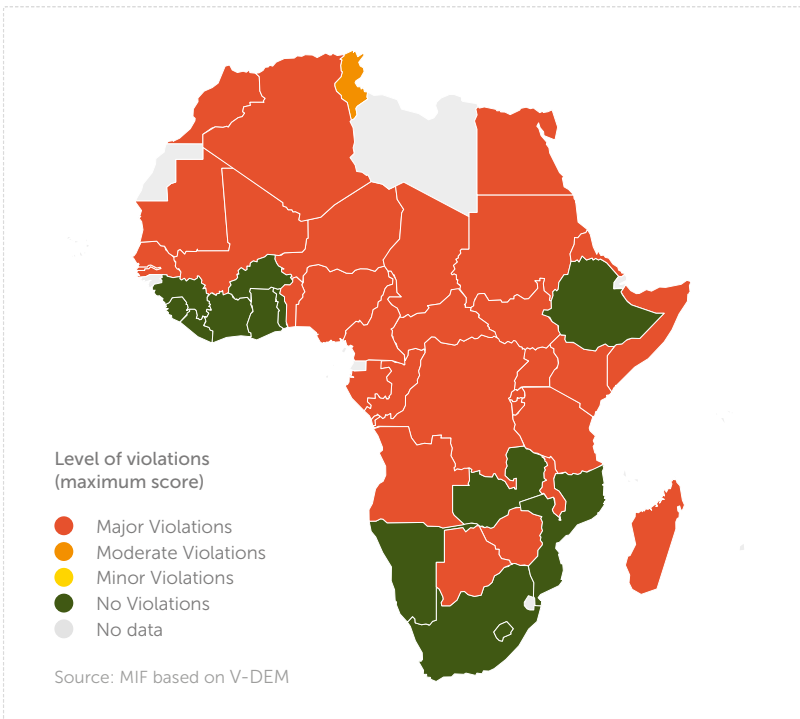 Level of violations
(maximum score)
Major Violations
Moderate Violations
Minor Violations
No Violations
No data
Source: MIF based on V-DEM